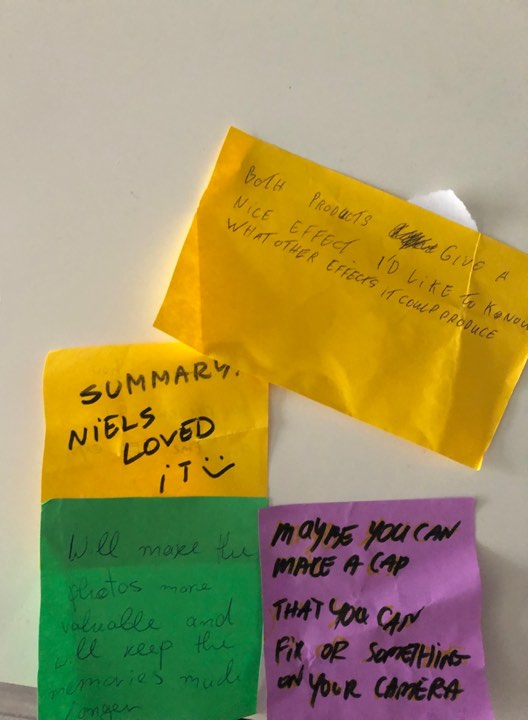 BOTH PRODUCTS GIVE A
NICE EFFECT. I'D LIKE TO KNOW
WHAT OTHER EFFECTS IT COULD PRODUCE
SUMMARY.
NIELS
LOVED
iT
Will make the
photos more
valuable and
will keep the
memories much
longer
MAYBE YOU CAN
MAKE A CAP
THAT YOU CAN
FIX OR SOMETHING
ON YOUR CAMERA